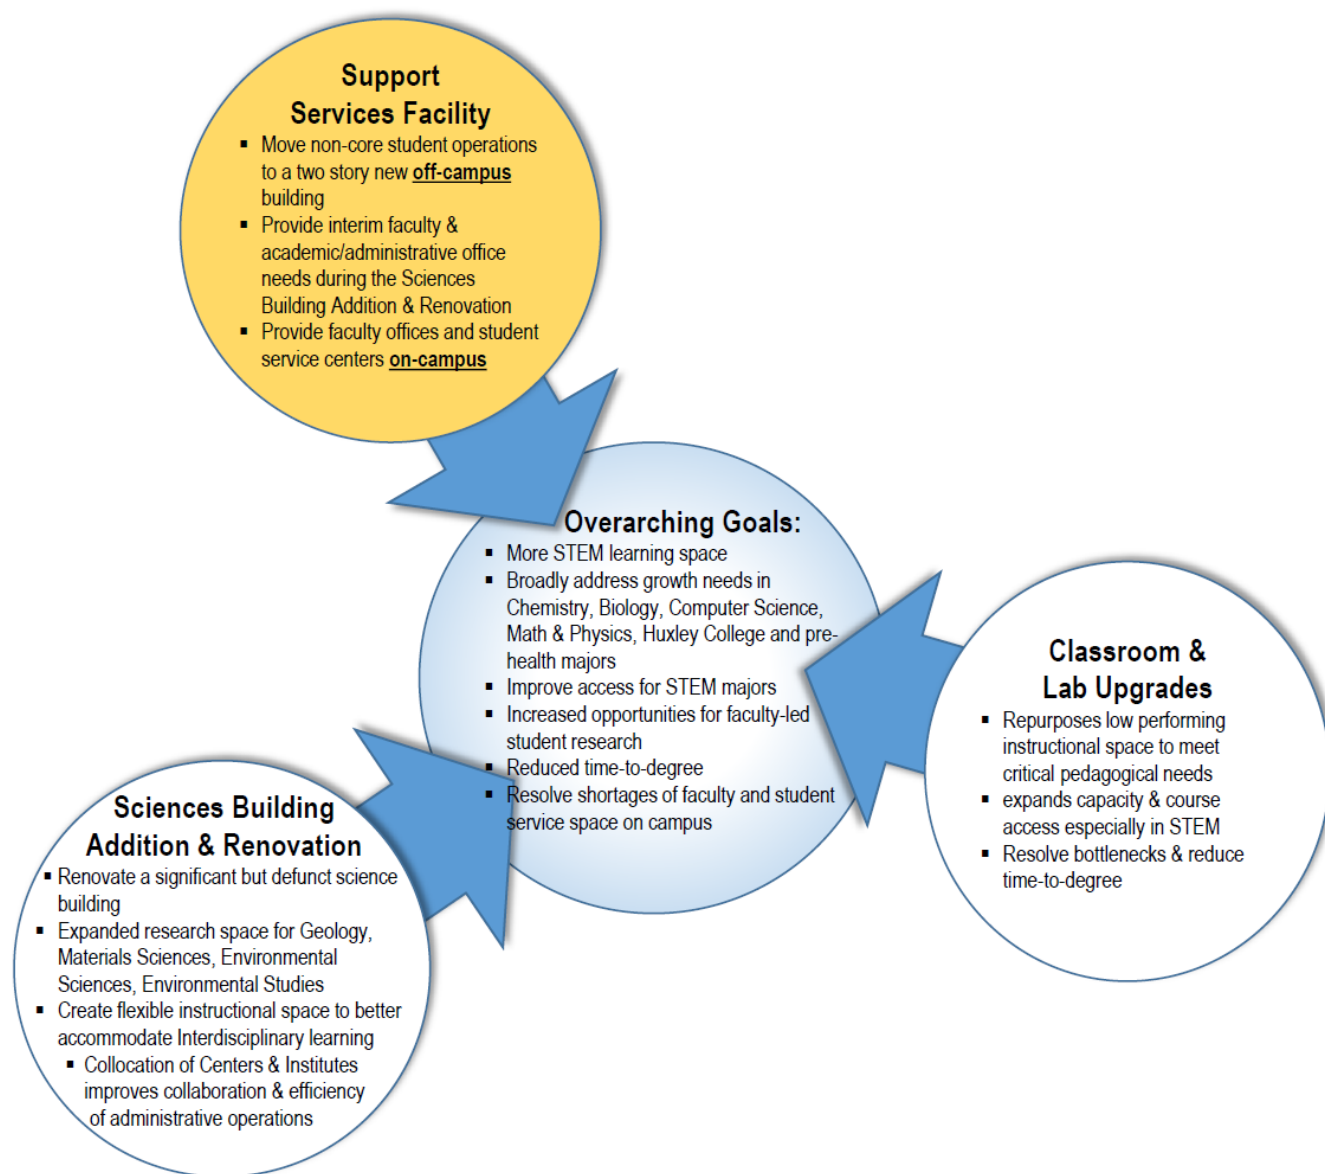 Support
Services Facility
▪ Move non-core student operations
to a two story new off-campus
building
▪ Provide interim faculty &
academic/administrative office
needs during the Sciences
Building Addition & Renovation
▪ Provide faculty offices and student
service centers on-campus
Overarching Goals:
▪ More STEM learning space
▪ Broadly address growth needs in
Chemistry, Biology, Computer Science,
Math & Physics, Huxley College and pre-
health majors
▪ Improve access for STEM majors
▪ Increased opportunities for faculty-led
student research
▪ Reduced time-to-degree
▪ Resolve shortages of faculty and student
service space on campus
Classroom &
Lab Upgrades
▪ Repurposes low performing
instructional space to meet
critical pedagogical needs
▪ expands capacity & course
access especially in STEM
▪ Resolve bottlenecks & reduce
time-to-degree
Sciences Building
Addition & Renovation
▪ Renovate a significant but defunct science
building
▪ Expanded research space for Geology,
Materials Sciences, Environmental
Sciences, Environmental Studies
▪ Create flexible instructional space to better
accommodate Interdisciplinary learning
▪ Collocation of Centers & Institutes
improves collaboration & efficiency
of administrative operations